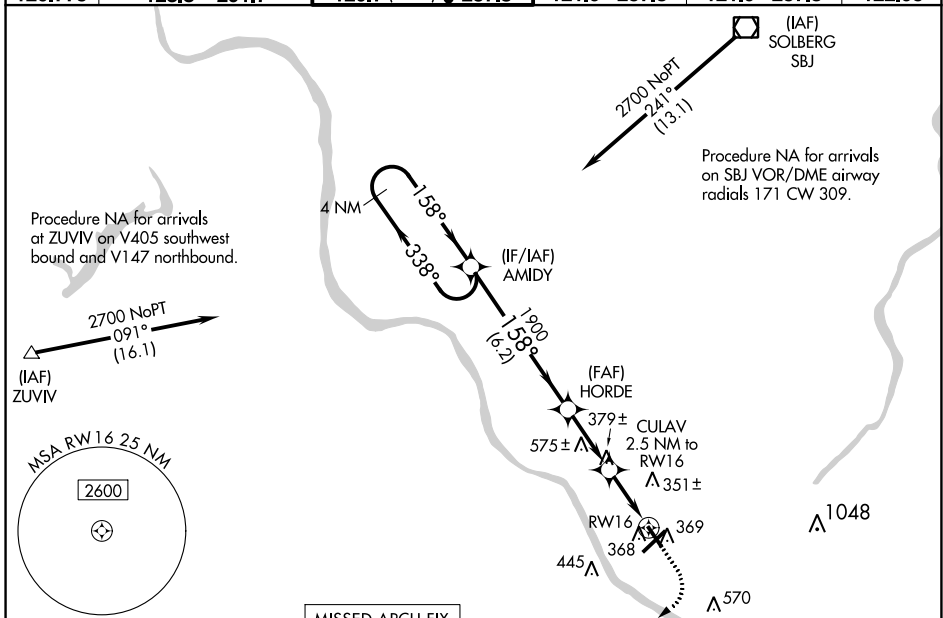 (IAF)
SOLBERG
SBJ
2700 NoPT
241°
(13.1)
Procedure NA for arrivals
on SBJ VOR/DME airway
radials 171 CW 309.
4 NM
158°
338°
(IF/IAF)
AMIDY
Procedure NA for arrivals
at ZUVIV on V405 southwest
bound and V147 northbound.
2700 NoPT
091°
(16.1)
(IAF)
ZUVIV
1900
158°
(6.2)
(FAF)
HORDE
379±
575±
CULAV
2.5 NM to
RW16
351±
MSA RW16 25 NM
2600
RW16
369
368
1048
445
570
MISSED APCH FIX